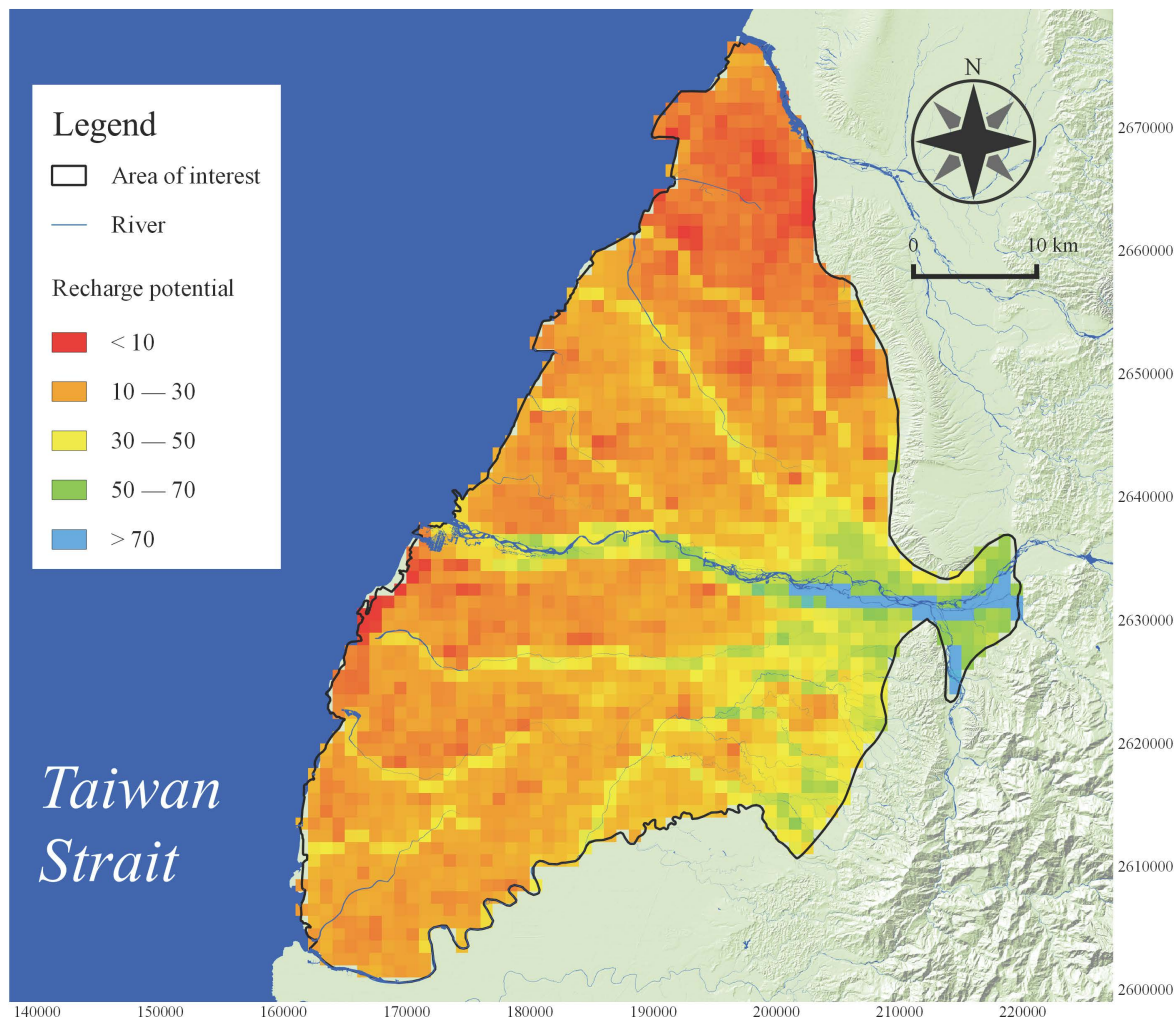 Legend
Area of interest
River
Recharge potential
< 10
10 — 30
30 — 50
50 — 70
> 70
N
0 10 km
Taiwan
Strait
2670000
2660000
2650000
2640000
2630000
2620000
2610000
2600000
140000 150000 160000 170000 180000 190000 200000 210000 220000